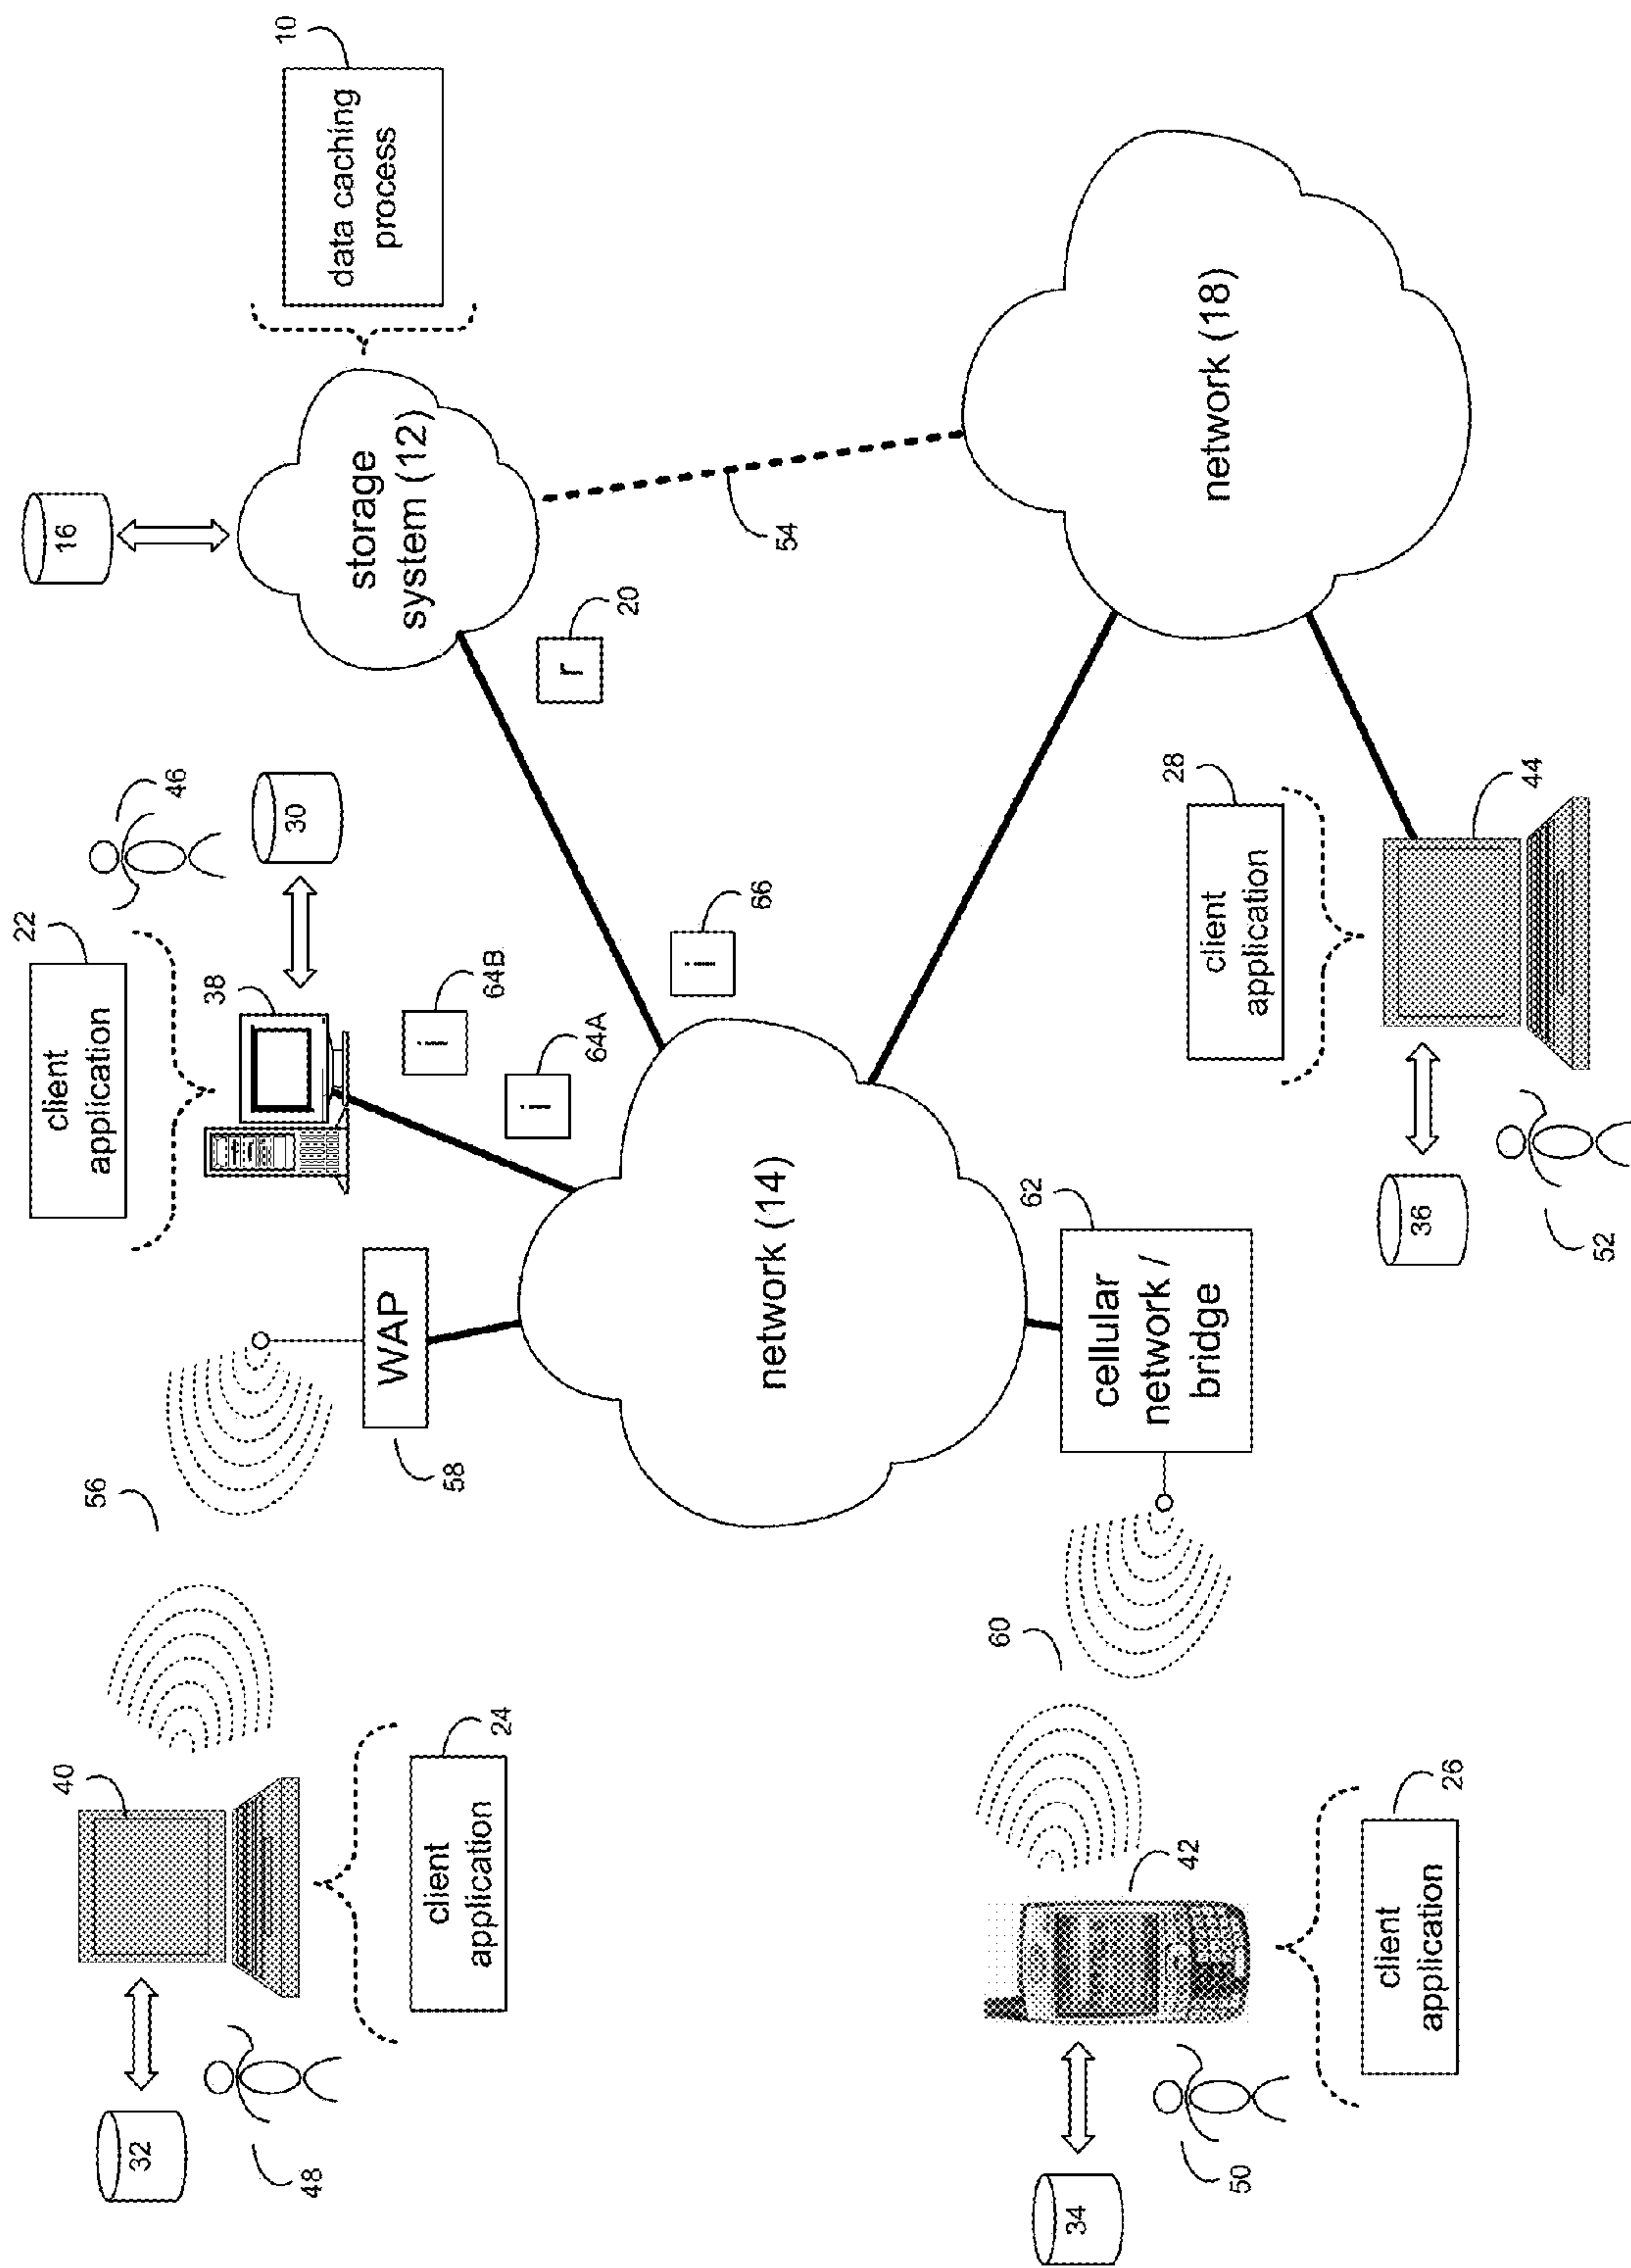 32
40
48
24
client
application
56
58
WAP
22
client
application
38
46
30
i
64B
i
64A
16
storage
system (12)
10
data caching
process
r
20
i
66
network (14)
54
network (18)
60
62
cellular
network /
bridge
34
42
50
26
client
application
28
client
application
44
36
52